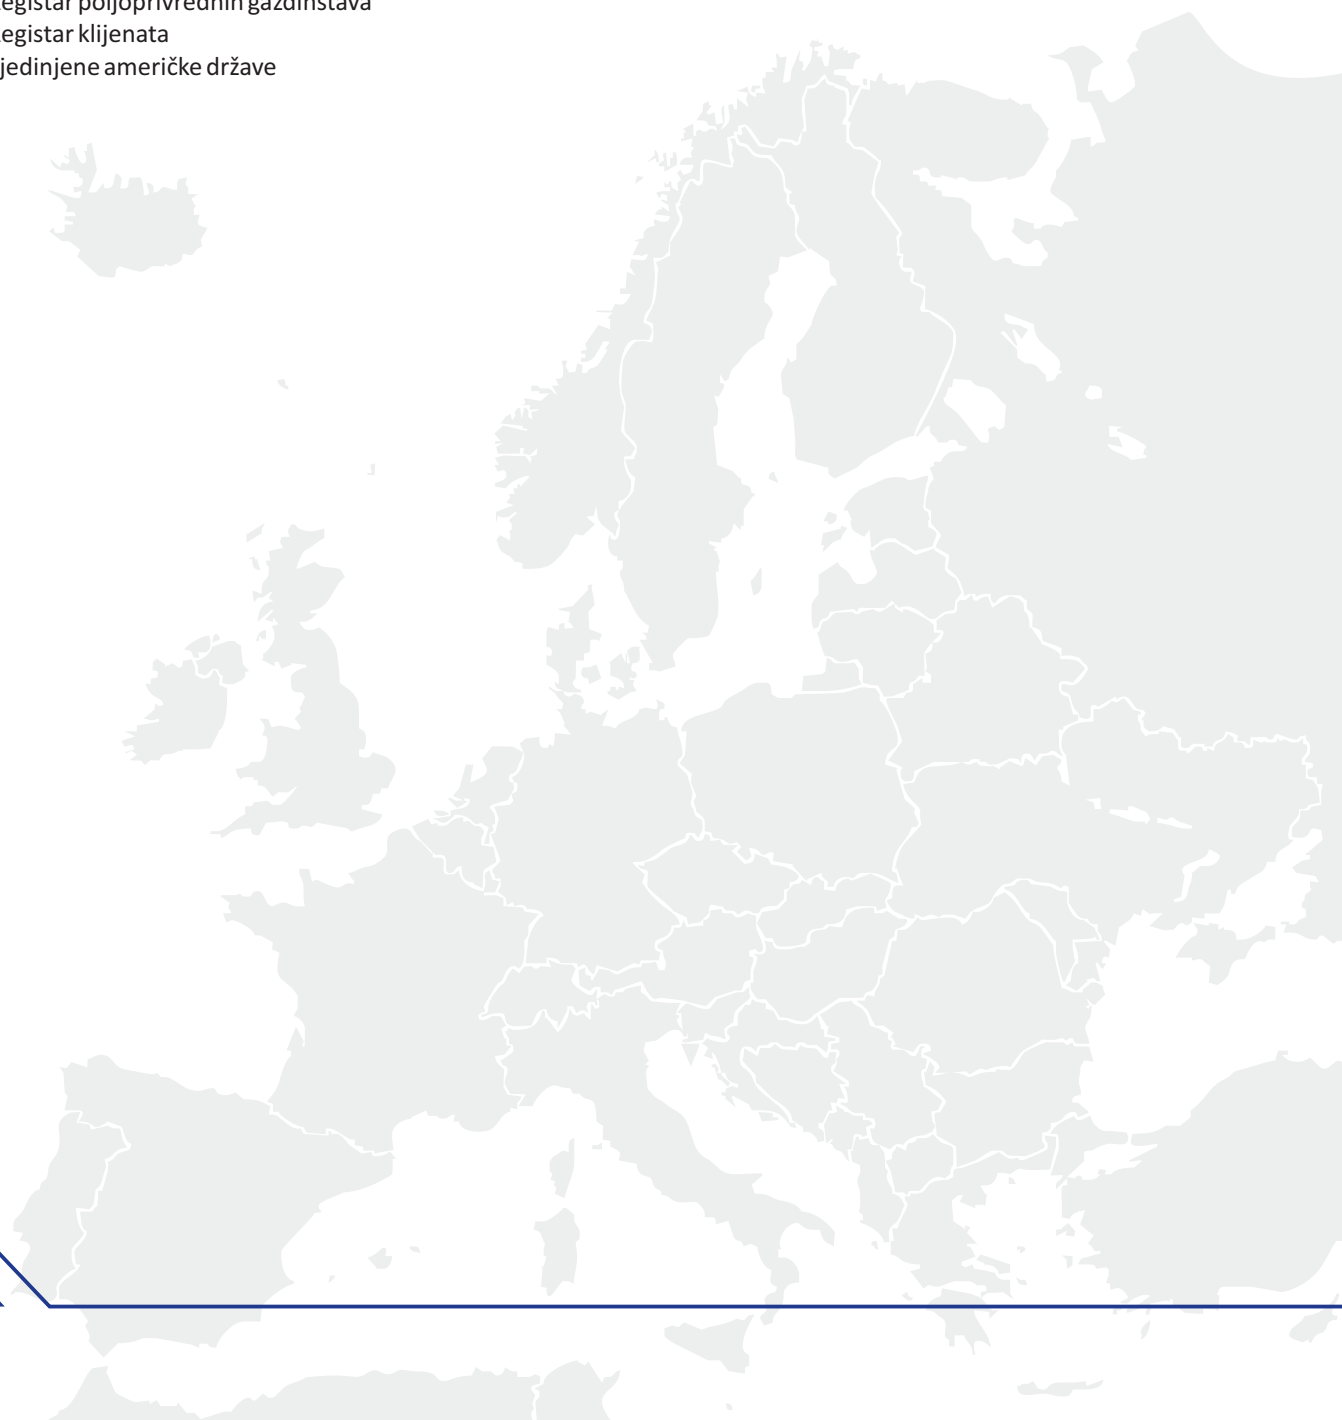 egistar poljoprivrednih gazdinstava
egistar klijenata
jedinjene američke države